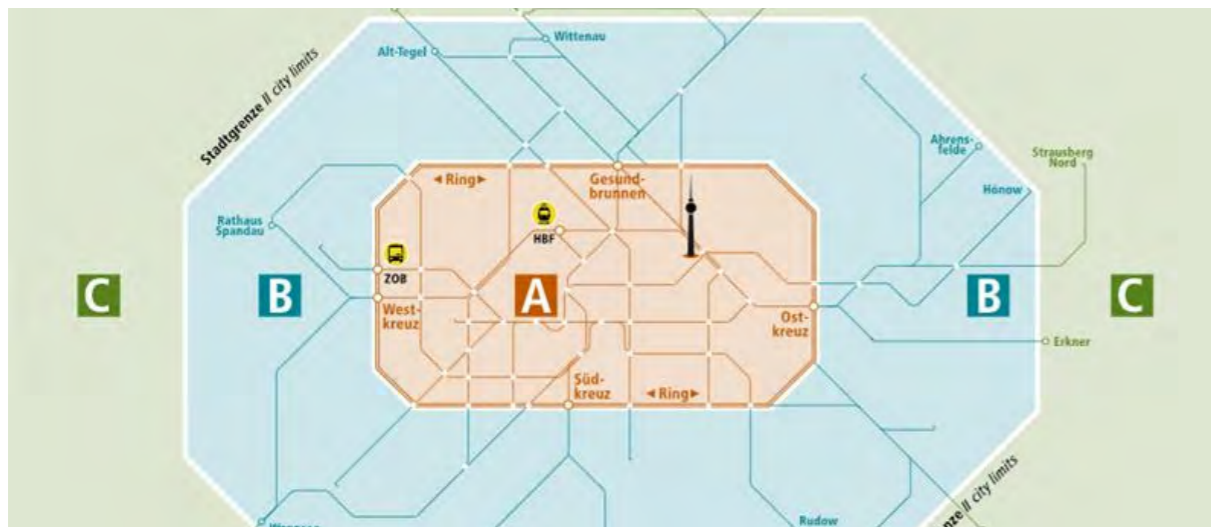 Wittenau
Alt-Tegel
Stadtgrenze // city limits
Ahrens-
felde
Strausberg
Nord
◄Ring►
Gesund-
brunnen
Hönow
Rathaus
Spandau
HBF
ZOB
C
B
A
B
C
West-
kreuz
Ost-
kreuz
Erkner
Süd-
kreuz
◄Ring►
city limits
Rudow